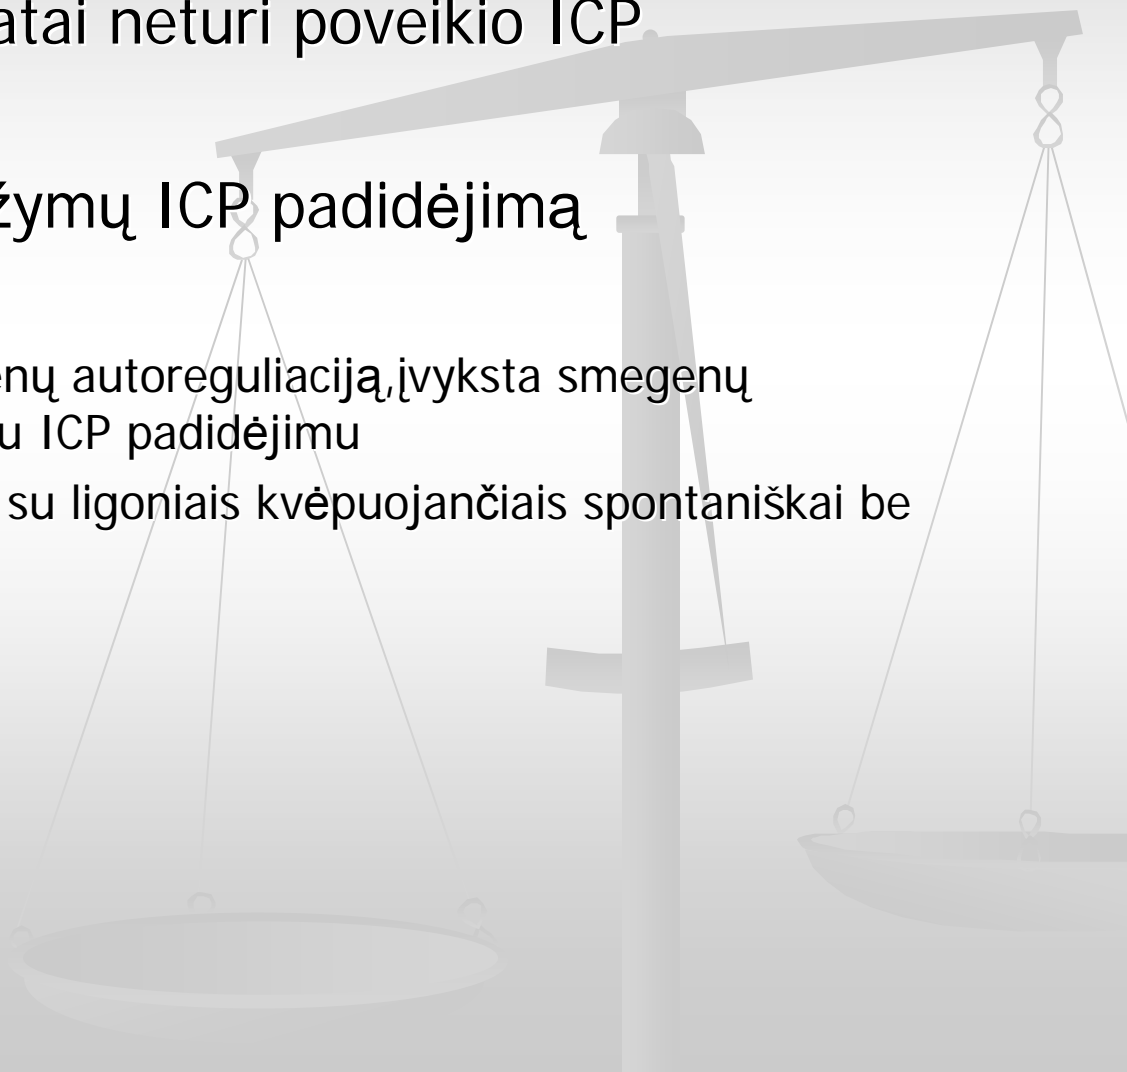 atai neturi poveikio ICP
žymų ICP padidėjimą
enų autoreguliaciją,įvyksta smegenų
u ICP padidėjimu
su ligoniais kvėpuojančiais spontaniškai be